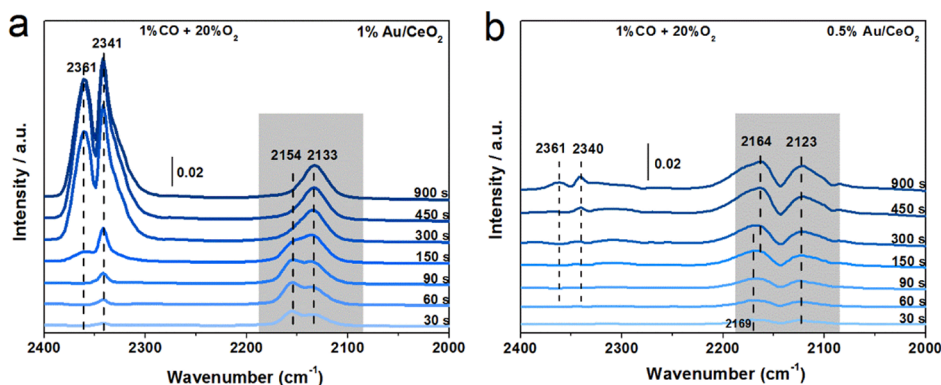 a
1%CO + 20%O₂
1% Au/CeO₂
2361
2341
0.02
2154
2133
900 s
450 s
300 s
150 s
90 s
60 s
30 s
Intensity / a.u.
2400
2300
2200
2100
2000
Wavenumber (cm⁻¹)
b
1%CO + 20%O₂
0.5% Au/CeO₂
2361
2340
0.02
2164
2123
900 s
450 s
300 s
150 s
90 s
60 s
30 s
2169
Intensity / a.u.
2400
2300
2200
2100
2000
Wavenumber (cm⁻¹)